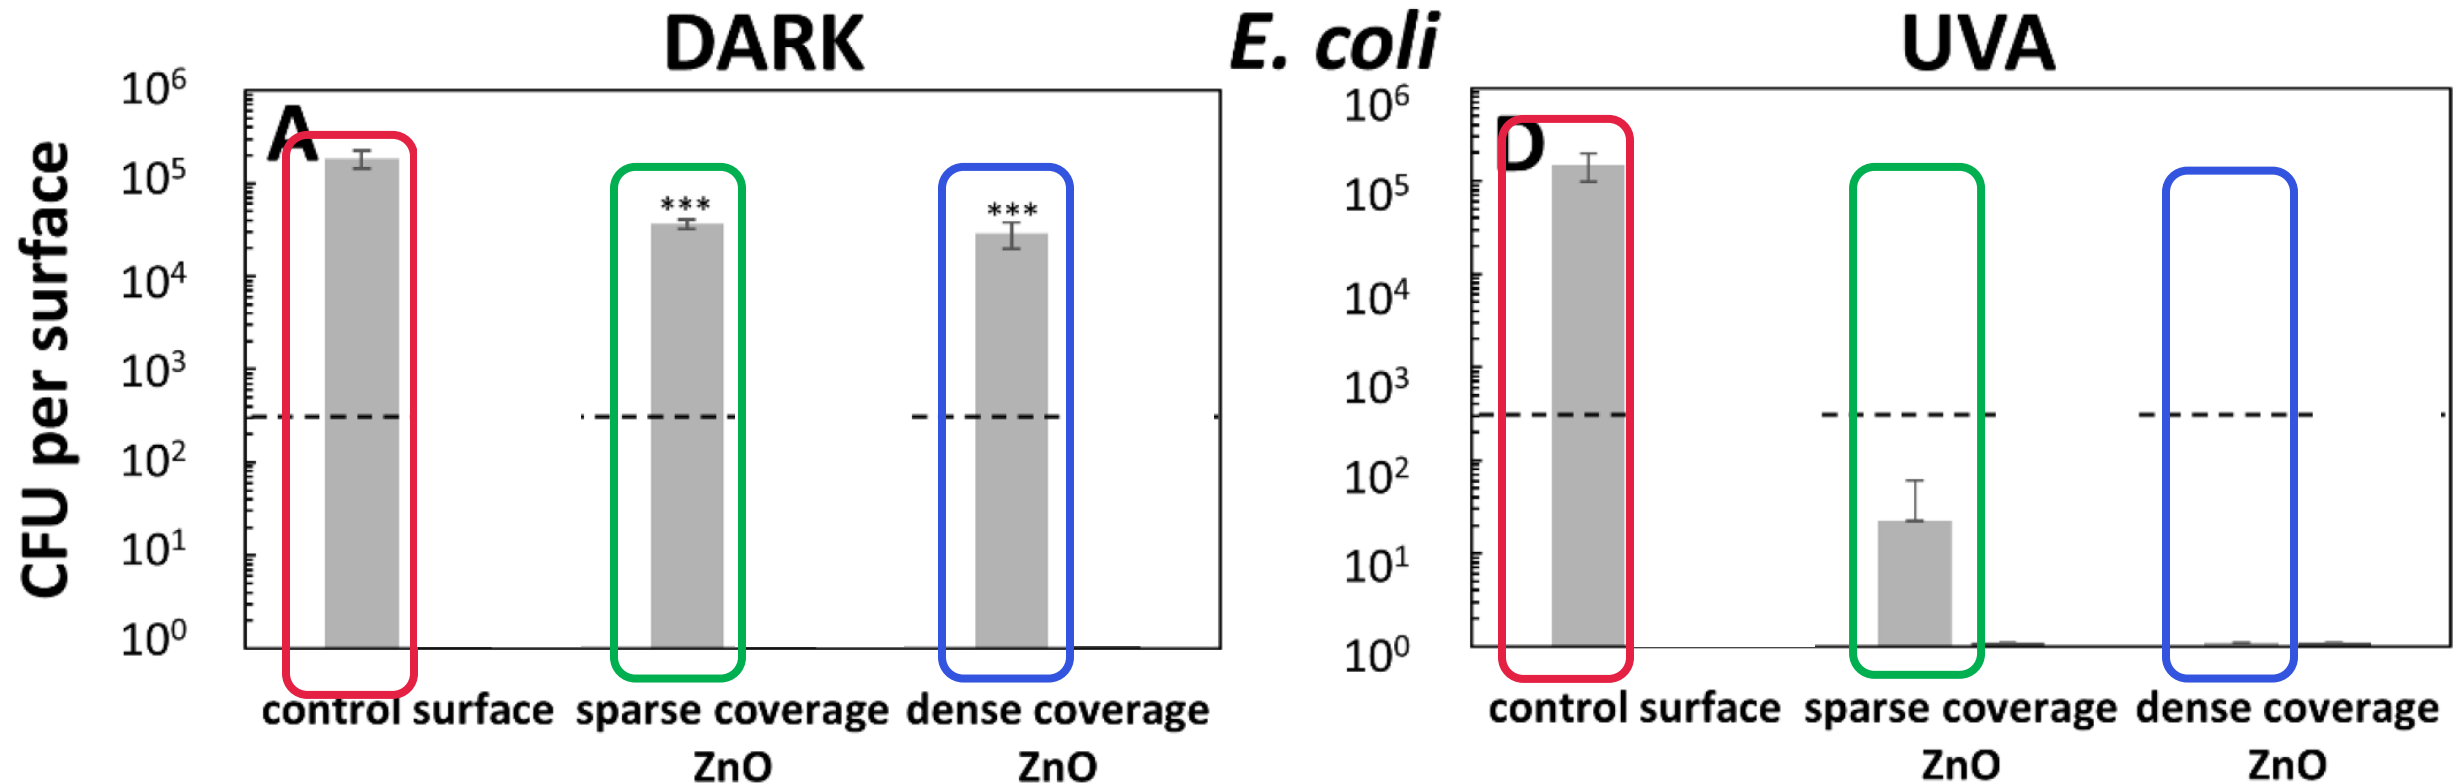 DARK
E. coli
UVA
CFU per surface
A
10⁶
10⁵
10⁴
10³
10²
10¹
10⁰
***
***
control surface
sparse coverage
ZnO
dense coverage
ZnO
D
10⁶
10⁵
10⁴
10³
10²
10¹
10⁰
control surface
sparse coverage
ZnO
dense coverage
ZnO